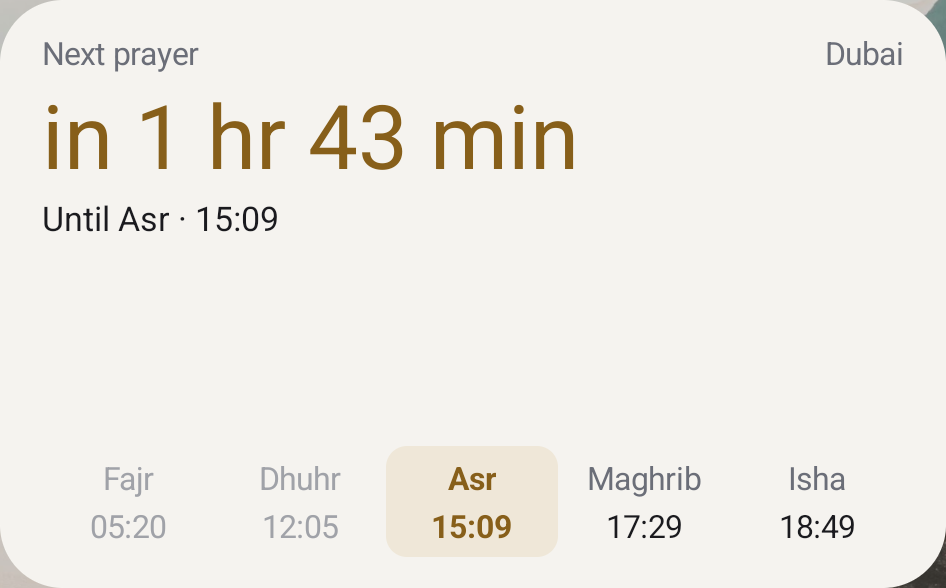 Next prayer
Dubai
in 1 hr 43 min
Until Asr · 15:09
Fajr Dhuhr Asr Maghrib Isha
05:20 12:05 15:09 17:29 18:49